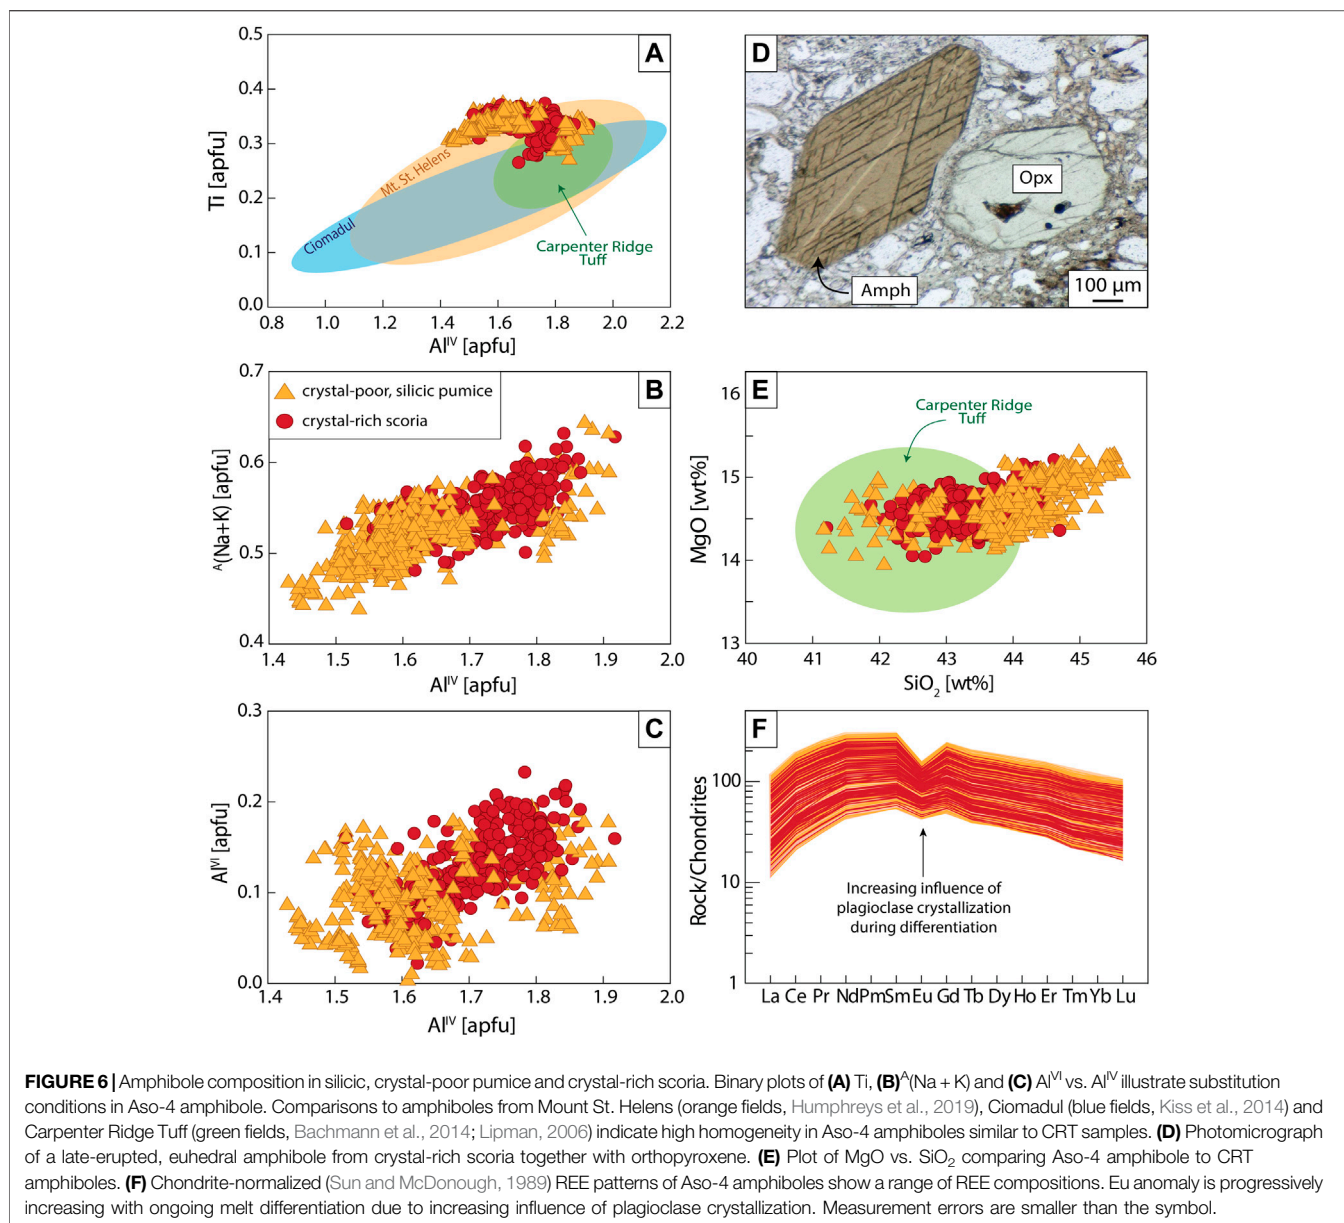 A
0.5
0.4
0.3
0.2
0.1
0.0
Ti [apfu]
Mt. St. Helens
Ciomadul
Carpenter Ridge
Tuff
0.8 1.0 1.2 1.4 1.6 1.8 2.0 2.2
Al^IV [apfu]
D
Opx
Amph
100 µm
B
0.7
0.6
0.5
0.4
^A(Na+K) [apfu]
crystal-poor, silicic pumice
crystal-rich scoria
1.4 1.5 1.6 1.7 1.8 1.9 2.0
Al^IV [apfu]
E
16
15
14
13
MgO [wt%]
Carpenter Ridge
Tuff
40 41 42 43 44 45 46
SiO₂ [wt%]
C
0.3
0.2
0.1
0.0
Al^VI [apfu]
1.4 1.5 1.6 1.7 1.8 1.9 2.0
Al^IV [apfu]
F
100
10
1
Rock/Chondrites
Increasing influence of
plagioclase crystallization
during differentiation
La Ce Pr Nd Pm Sm Eu Gd Tb Dy Ho Er Tm Yb Lu
FIGURE 6 | Amphibole composition in silicic, crystal-poor pumice and crystal-rich scoria. Binary plots of (A) Ti, (B)^A(Na + K) and (C) Al^VI vs. Al^IV illustrate substitution
conditions in Aso-4 amphibole. Comparisons to amphiboles from Mount St. Helens (orange fields, Humphreys et al., 2019), Ciomadul (blue fields, Kiss et al., 2014) and
Carpenter Ridge Tuff (green fields, Bachmann et al., 2014; Lipman, 2006) indicate high homogeneity in Aso-4 amphiboles similar to CRT samples. (D) Photomicrograph
of a late-erupted, euhedral amphibole from crystal-rich scoria together with orthopyroxene. (E) Plot of MgO vs. SiO₂ comparing Aso-4 amphibole to CRT
amphiboles. (F) Chondrite-normalized (Sun and McDonough, 1989) REE patterns of Aso-4 amphiboles show a range of REE compositions. Eu anomaly is progressively
increasing with ongoing melt differentiation due to increasing influence of plagioclase crystallization. Measurement errors are smaller than the symbol.